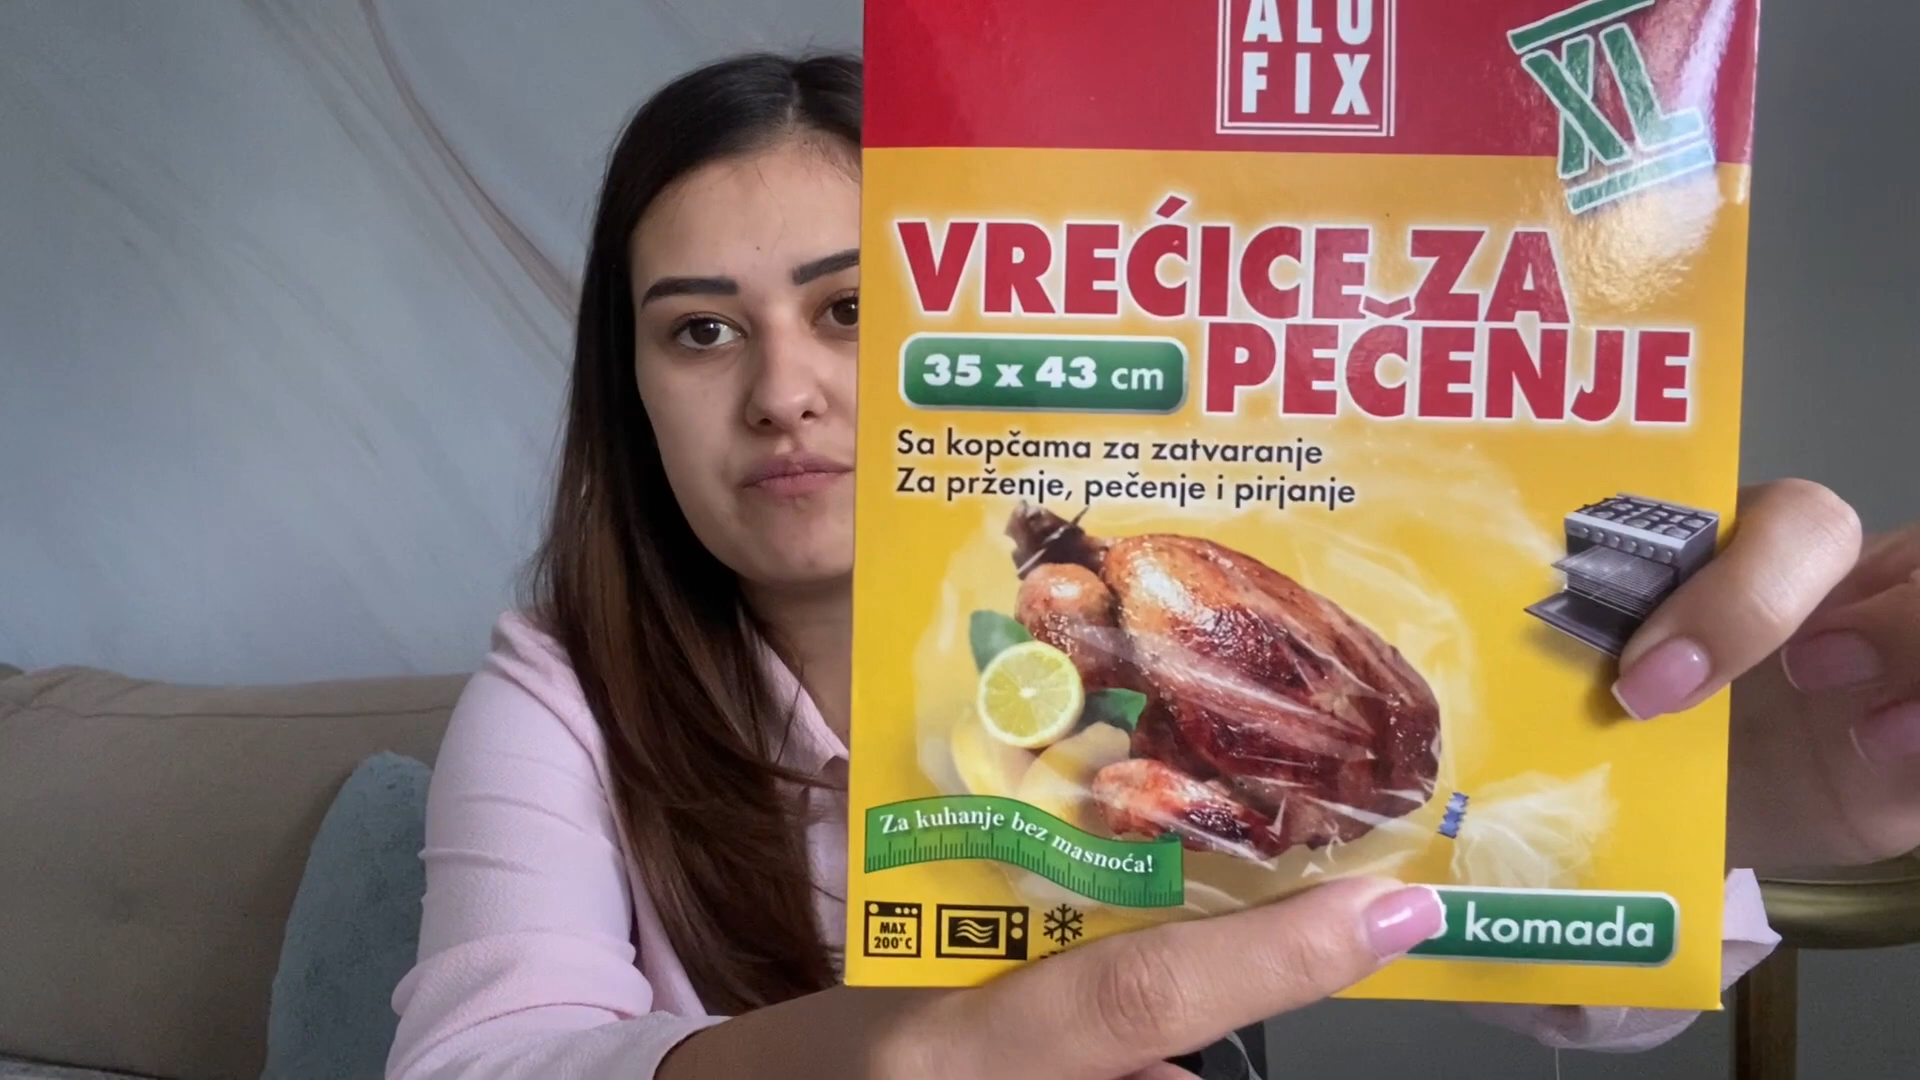 ALU
FIX
XL
VREĆICE ZA
PEČENJE
35 x 43 cm
Sa kopčama za zatvaranje
Za prženje, pečenje i pirjanje
Za kuhanje bez masnoća!
MAX
200°C
komada